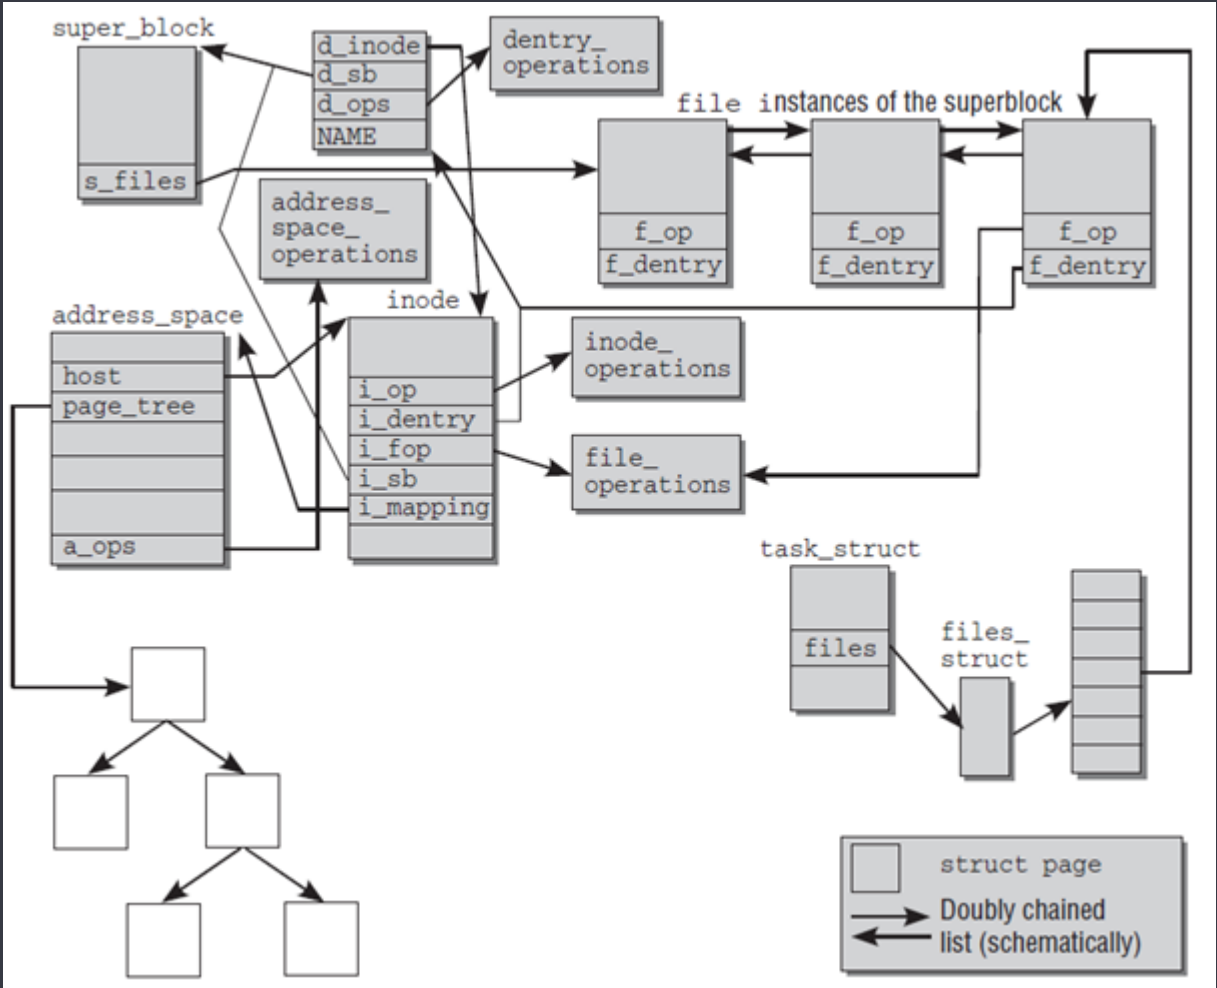 super_block
s_files
d_inode
d_sb
d_ops
NAME
dentry_
operations
file instances of the superblock
f_op
f_dentry
f_op
f_dentry
f_op
f_dentry
address_
space_
operations
address_space
host
page_tree
a_ops
inode
i_op
i_dentry
i_fop
i_sb
i_mapping
inode_
operations
file_
operations
task_struct
files
files_
struct
struct page
Doubly chained
list (schematically)